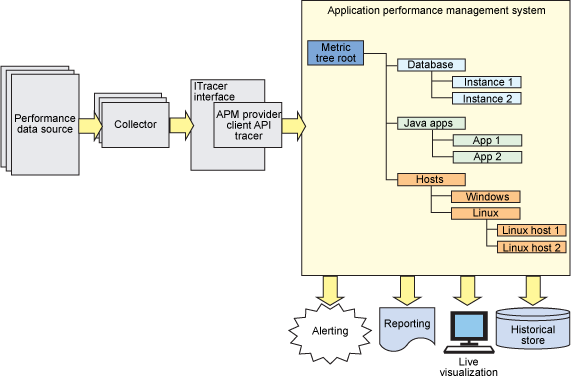 Application performance management system
Metric
tree root
Database
Instance 1
Instance 2
Java apps
App 1
App 2
Hosts
Windows
Linux
Linux host 1
Linux host 2
Performance
data source
Collector
ITracer
interface
APM provider
client API
tracer
Alerting
Reporting
Live
visualization
Historical
store